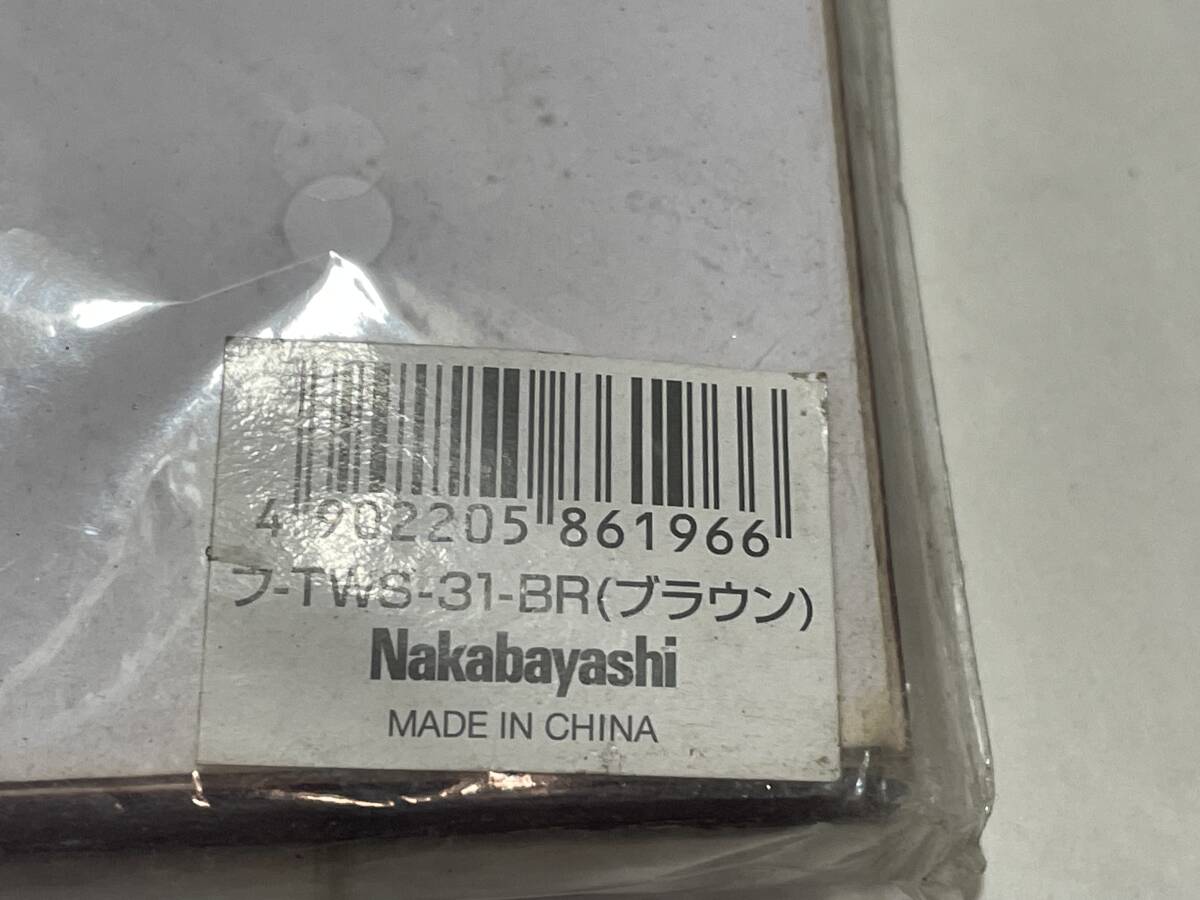 4 902205 861966
フ-TWS-31-BR(ブラウン)
Nakabayashi
MADE IN CHINA